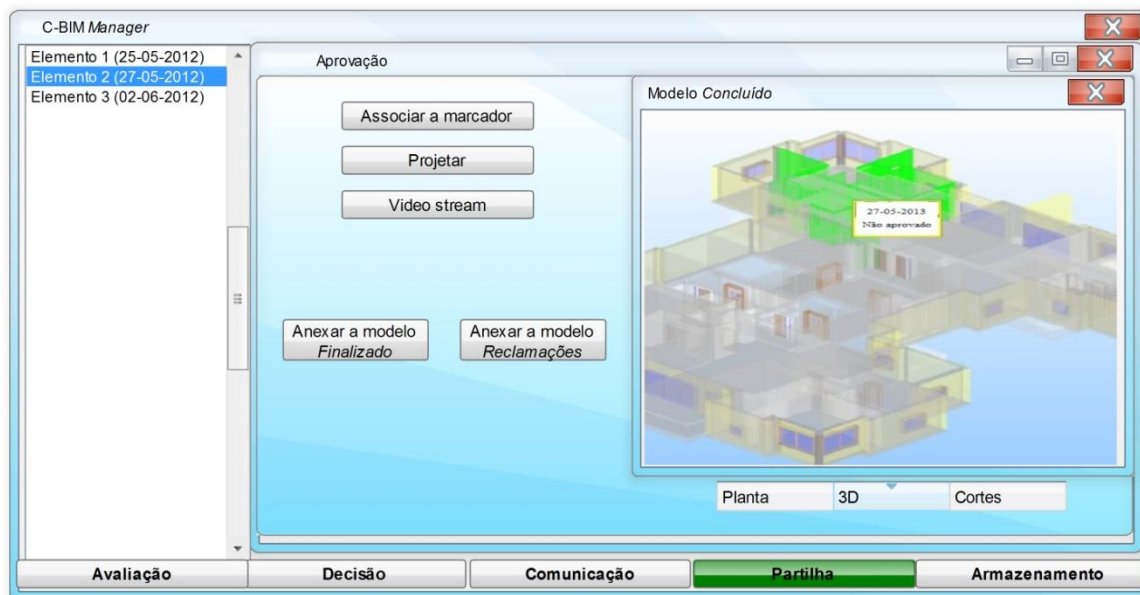 C-BIM Manager
Elemento 1 (25-05-2012)
Elemento 2 (27-05-2012)
Elemento 3 (02-06-2012)
Aprovação
Associar a marcador
Projetar
Video stream
Anexar a modelo
Finalizado
Anexar a modelo
Reclamações
Modelo Concluído
27-05-2013
Não aprovado
Planta
3D
Cortes
Avaliação
Decisão
Comunicação
Partilha
Armazenamento